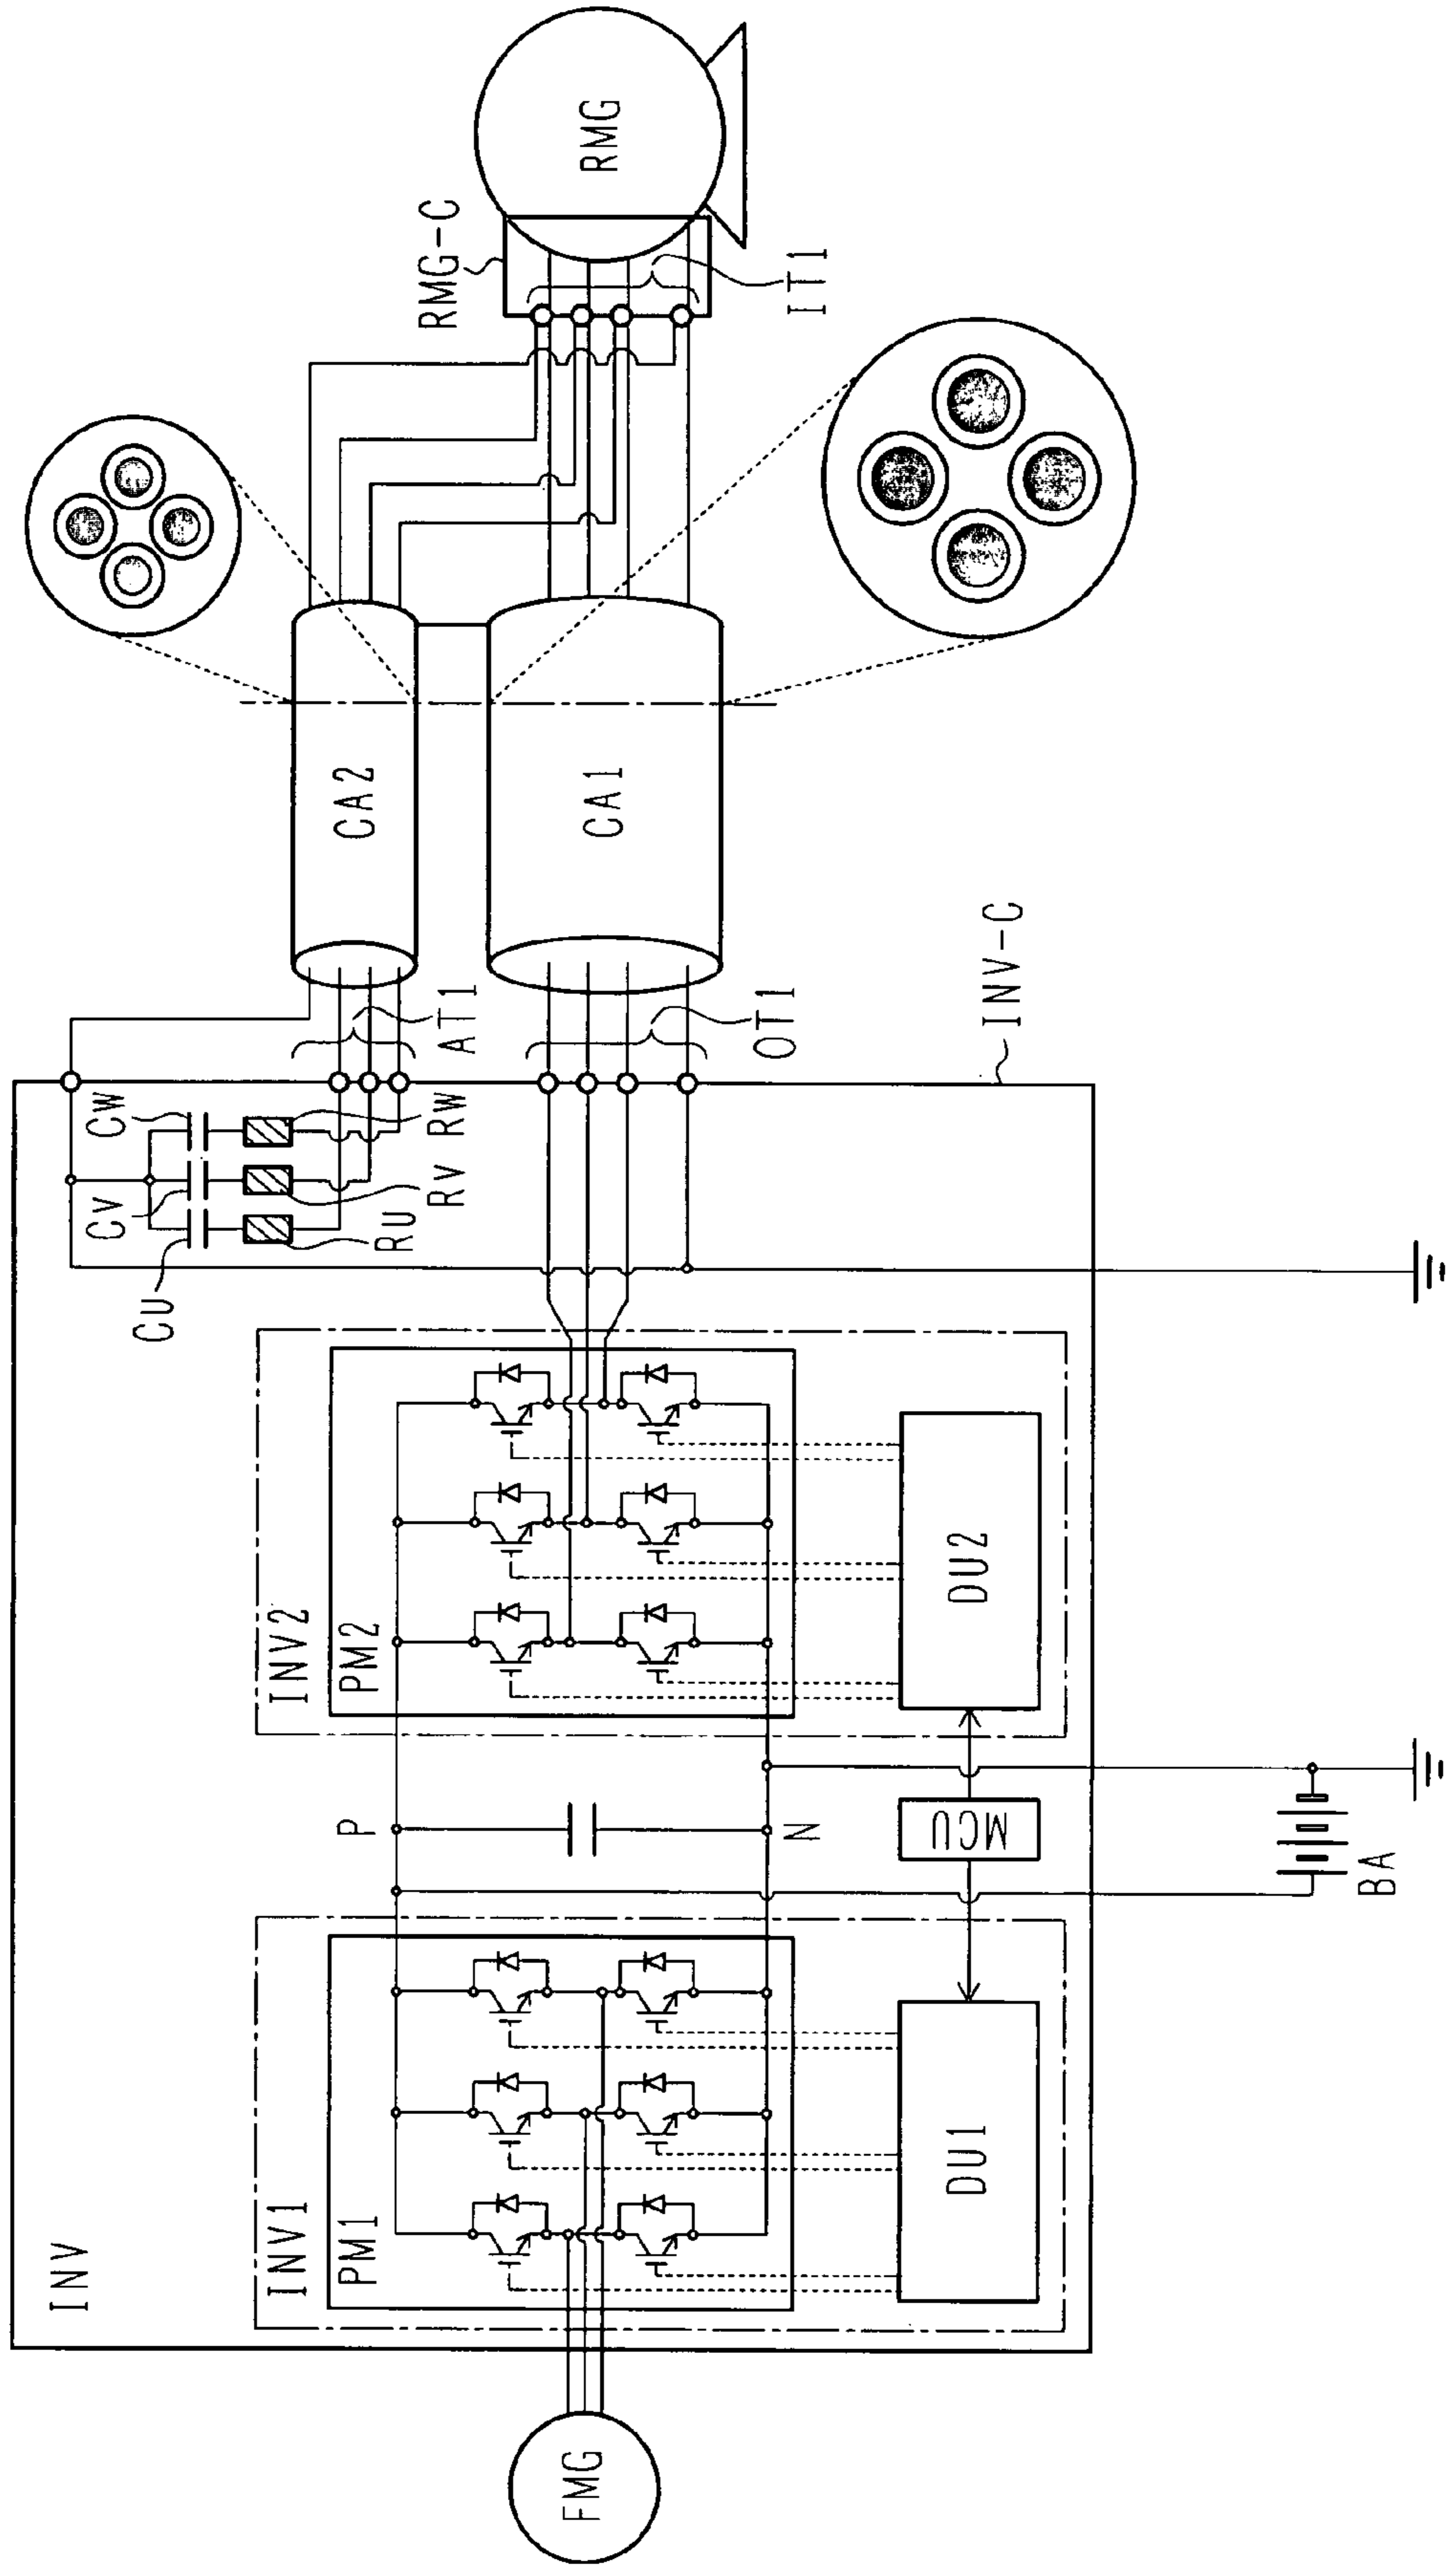 INV
INV1
PM1
DU1
FMG
P
N
MCU
BA
INV2
PM2
DU2
CU
CV
CW
RU
RV
RW
AT1
OT1
INV-C
CA2
CA1
RMG-C
IT1
RMG